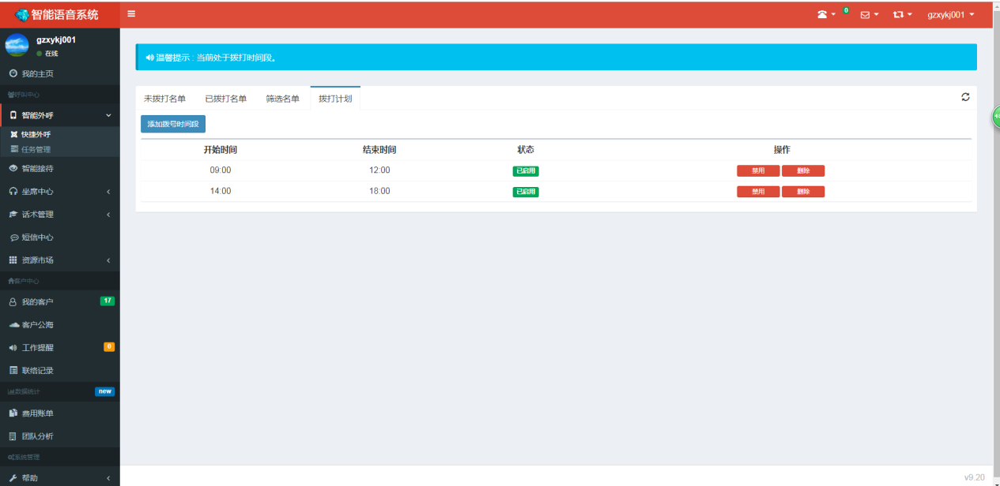 智能语音系统
0
gzxykj001
gzxykj001
在线
我的主页
呼叫中心
智能外呼
快捷外呼
任务管理
智能接待
坐席中心
话术管理
短信中心
资源市场
客户中心
我的客户 17
客户公海
工作提醒 0
联络记录
数据统计 new
费用账单
团队分析
系统管理
帮助
温馨提示 : 当前处于拨打时间段。
未拨打名单 已拨打名单 筛选名单 拨打计划
添加拨号时间段
开始时间 结束时间 状态 操作
09:00 12:00 已启用 禁用 删除
14:00 18:00 已启用 禁用 删除
v9.20